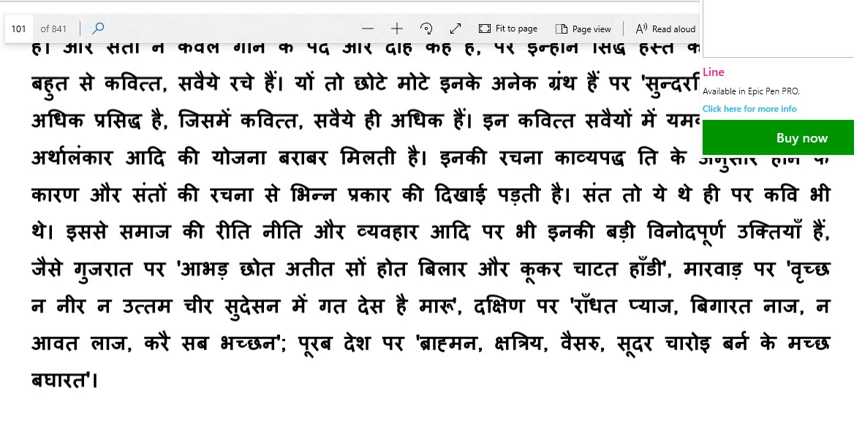 101 of 841 Fit to page Page view Read aloud
बहुत से कवित्त, सवैये रचे हैं। यों तो छोटे मोटे इनके अनेक ग्रंथ हैं पर
Line
Available in Epic Pen PRO.
Click here for more info
Buy now
अधिक प्रसिद्ध है, जिसमें कवित्त, सवैये ही अधिक हैं। इन कवित्त सवैयों में
अर्थालंकार आदि की योजना बराबर मिलती है। इनकी रचना काव्यपद्ध ति के
कारण और संतों की रचना से भिन्न प्रकार की दिखाई पड़ती है। संत तो ये थे ही पर कवि भी
थे। इससे समाज की रीति नीति और व्यवहार आदि पर भी इनकी बड़ी विनोदपूर्ण उक्तियाँ हैं,
जैसे गुजरात पर 'आभड़ छोत अतीत सों होत बिलार और कूकर चाटत हाँडी', मारवाड़ पर 'वृच्छ
न नीर न उत्तम चीर सुदेसन में गत देस है मारू', दक्षिण पर 'राँधत प्याज, बिगारत नाज, न
आवत लाज, करै सब भच्छन'; पूरब देश पर 'ब्राह्मन, क्षत्रिय, वैसरु, सूदर चारोइ बर्न के मच्छ
बघारत'।